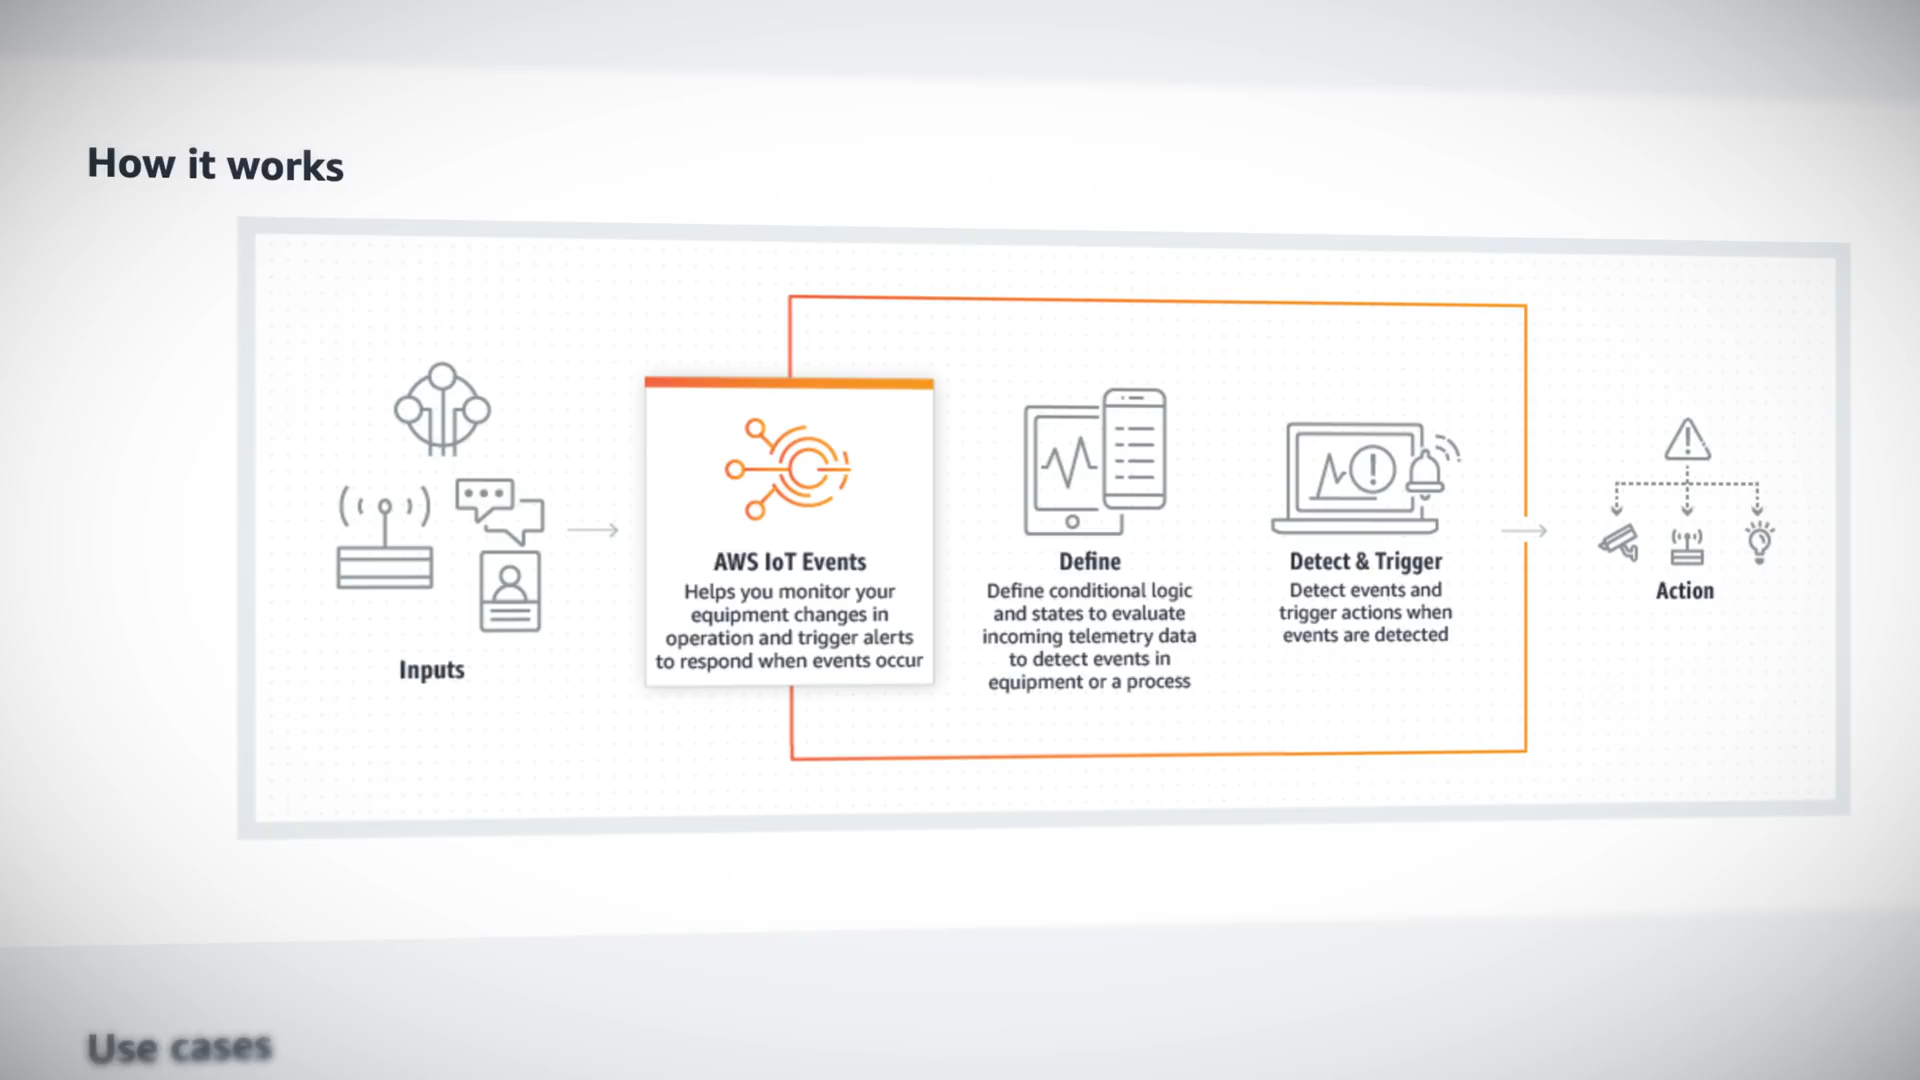 How it works
Inputs
AWS IoT Events
Helps you monitor your
equipment changes in
operation and trigger alerts
to respond when events occur
Define
Define conditional logic
and states to evaluate
incoming telemetry data
to detect events in
equipment or a process
Detect & Trigger
Detect events and
trigger actions when
events are detected
Action
Use cases